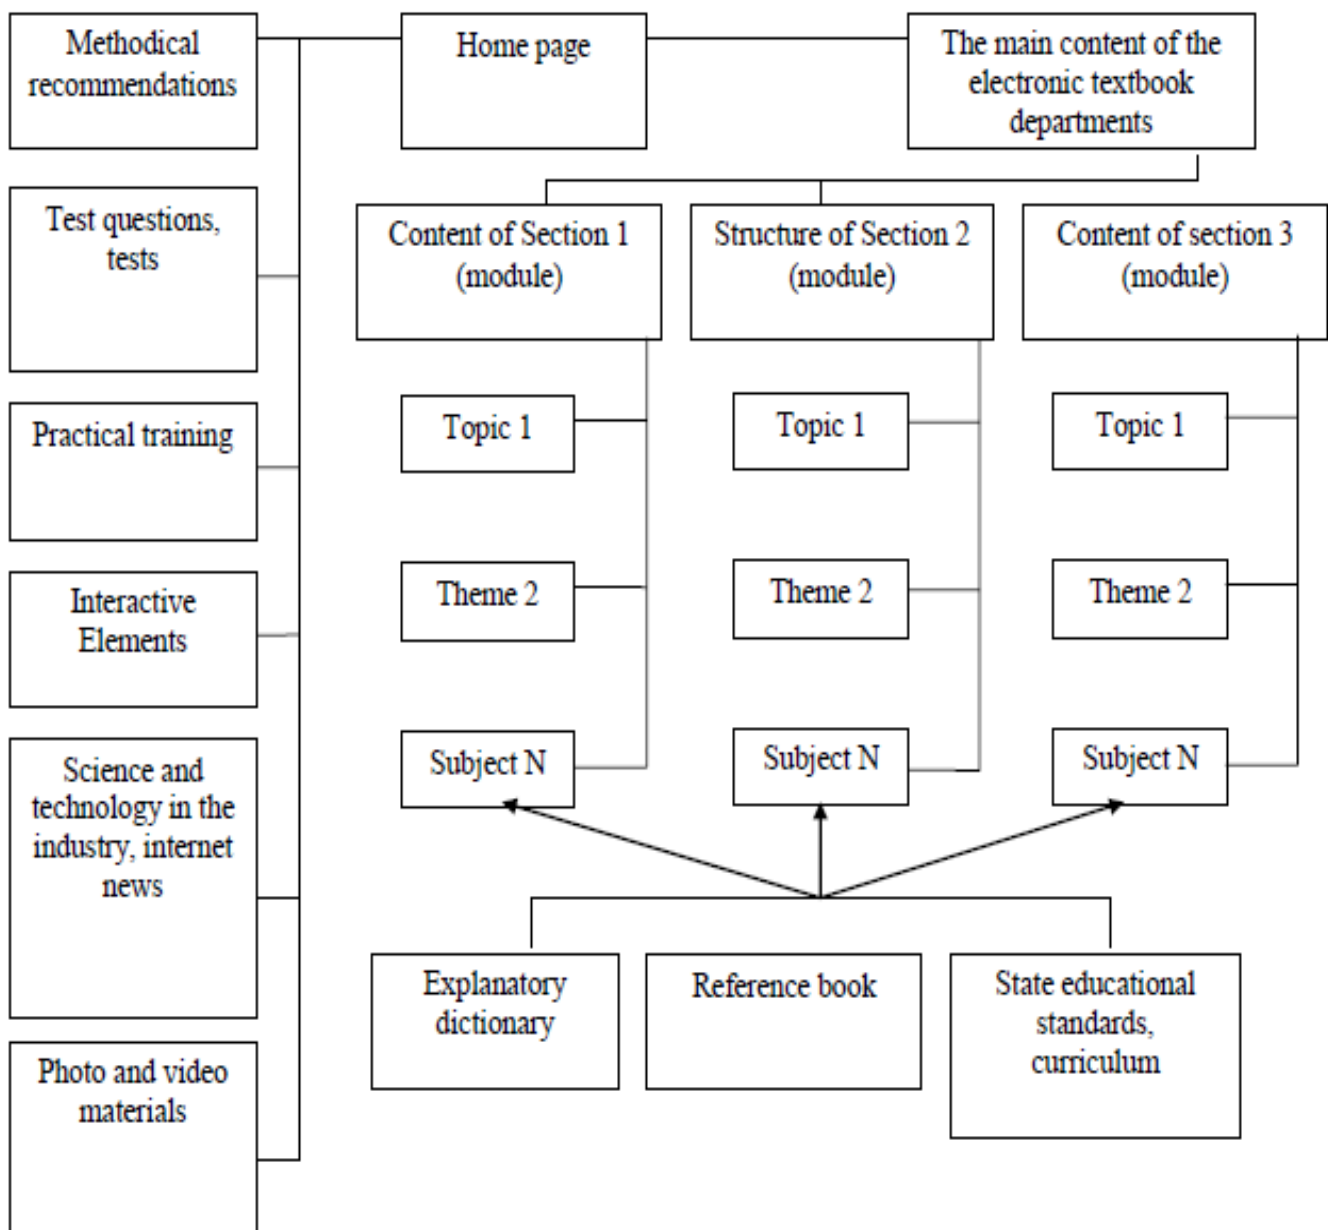 Methodical
recommendations
Home page
The main content of the
electronic textbook
departments
Test questions,
tests
Content of Section 1
(module)
Structure of Section 2
(module)
Content of section 3
(module)
Practical training
Topic 1
Topic 1
Topic 1
Interactive
Elements
Theme 2
Theme 2
Theme 2
Science and
technology in the
industry, internet
news
Subject N
Subject N
Subject N
Photo and video
materials
Explanatory
dictionary
Reference book
State educational
standards,
curriculum